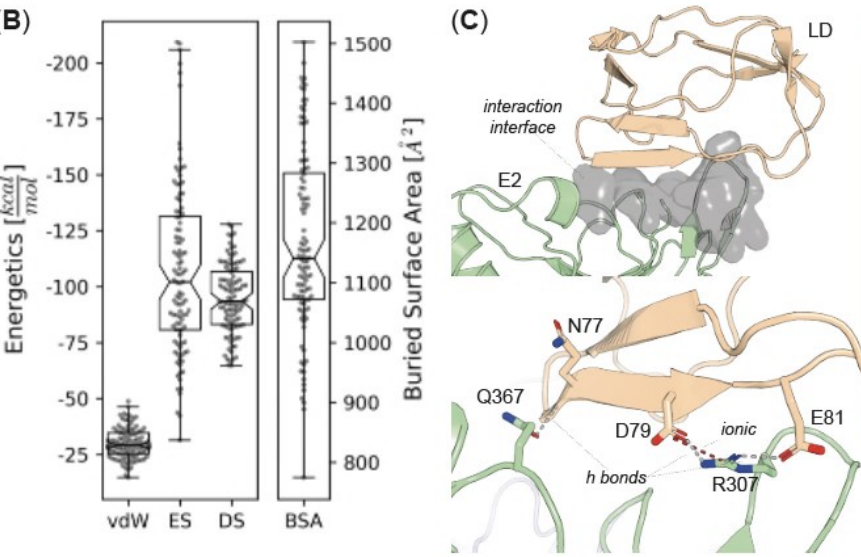 (B)
Energetics [kcal/mol]
-200
-175
-150
-125
-100
-75
-50
-25
vdW ES DS
Buried Surface Area [Å²]
1500
1400
1300
1200
1100
1000
900
800
BSA
(C)
LD
interaction
interface
E2
N77
Q367
D79
ionic
E81
h bonds
R307